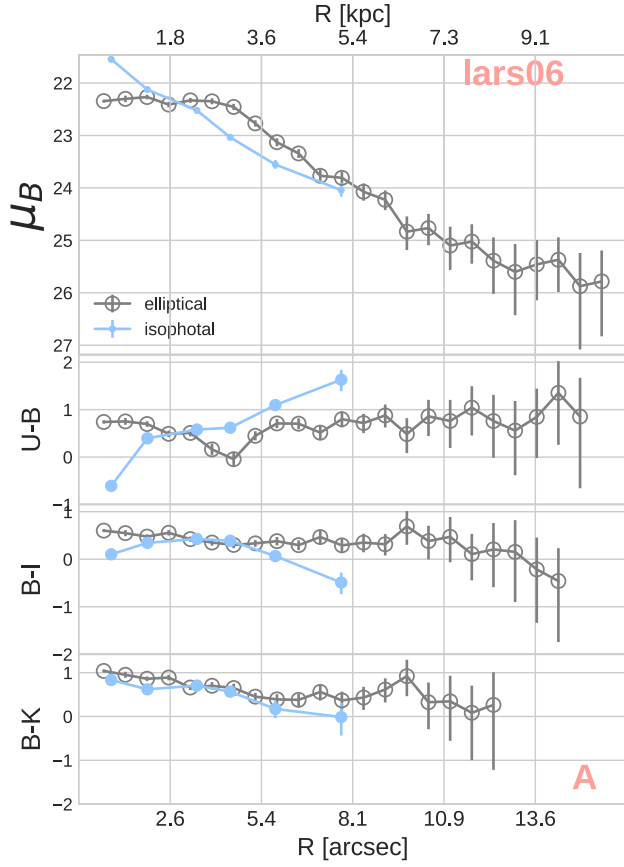 R [kpc]
1.8 3.6 5.4 7.3 9.1
lars06
22
23
24
25
26
27
μB
elliptical
isophotal
2
1
0
−1
U-B
1
0
−1
−2
B-I
1
0
−1
−2
B-K
A
2.6 5.4 8.1 10.9 13.6
R [arcsec]